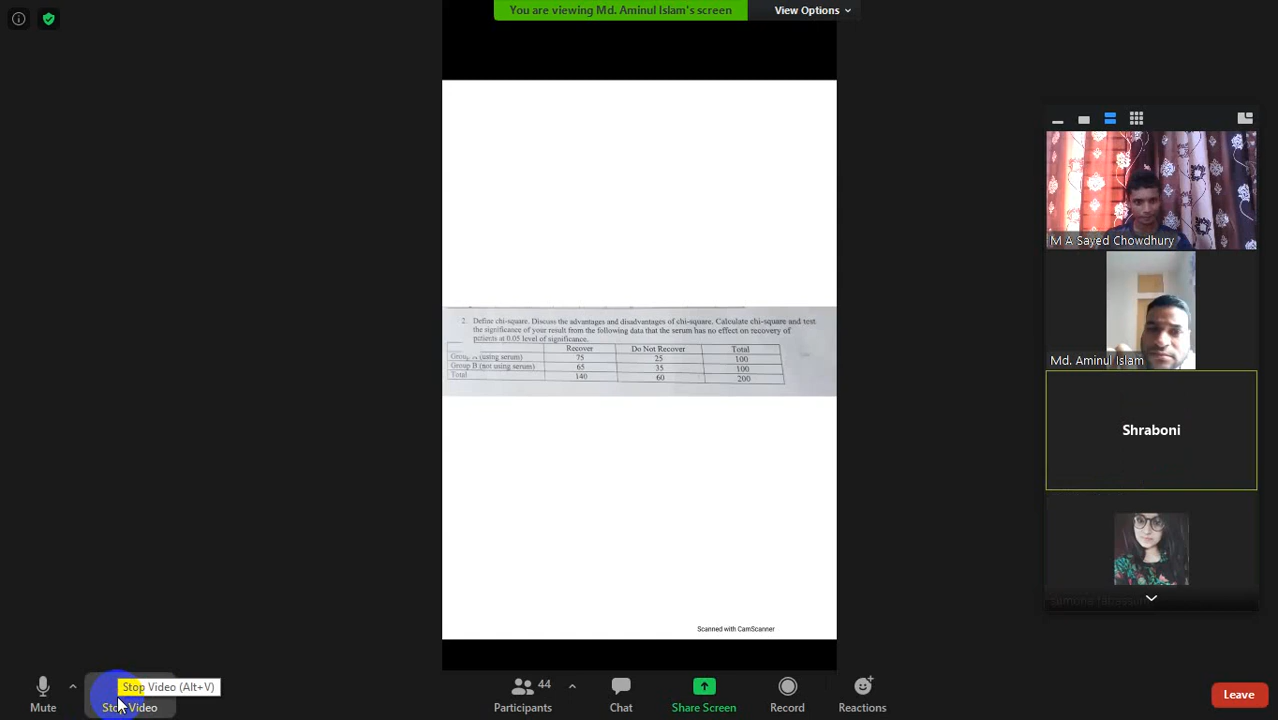 You are viewing Md. Aminul Islam's screen
View Options
2. Define chi-square. Discuss the advantages and disadvantages of chi-square. Calculate chi-square and test
the significance of your result from the following data that the serum has no effect on recovery of
patients at 0.05 level of significance.
Recover Do Not Recover Total
Group A (using serum) 75 25 100
Group B (not using serum) 65 35 100
Total 140 60 200
Scanned with CamScanner
M A Sayed Chowdhury
Md. Aminul Islam
Shraboni
Stop Video (Alt+V)
Mute
Stop Video
44
Participants
Chat
Share Screen
Record
Reactions
Leave